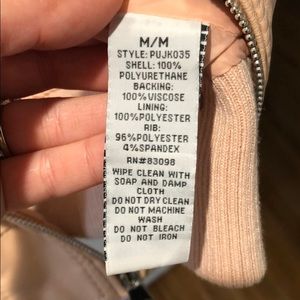 M/M
STYLE: PUJK035
SHELL: 100%
POLYURETHANE
BACKING:
100% VISCOSE
LINING:
100%POLYESTER
RIB:
96%POLYESTER
4%SPANDEX
RN#83098
WIPE CLEAN WITH
SOAP AND DAMP
CLOTH
DO NOT DRY CLEAN
DO NOT MACHINE
WASH
DO NOT BLEACH
DO NOT IRON